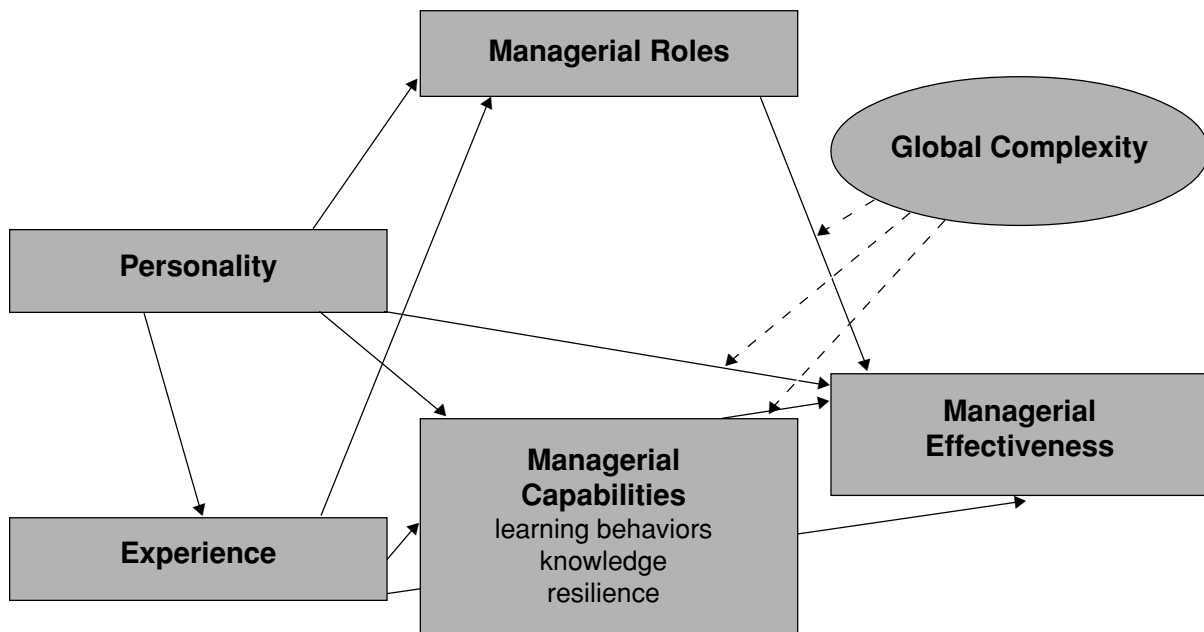 Managerial Roles
Global Complexity
Personality
Managerial
Effectiveness
Managerial
Capabilities
learning behaviors
knowledge
resilience
Experience